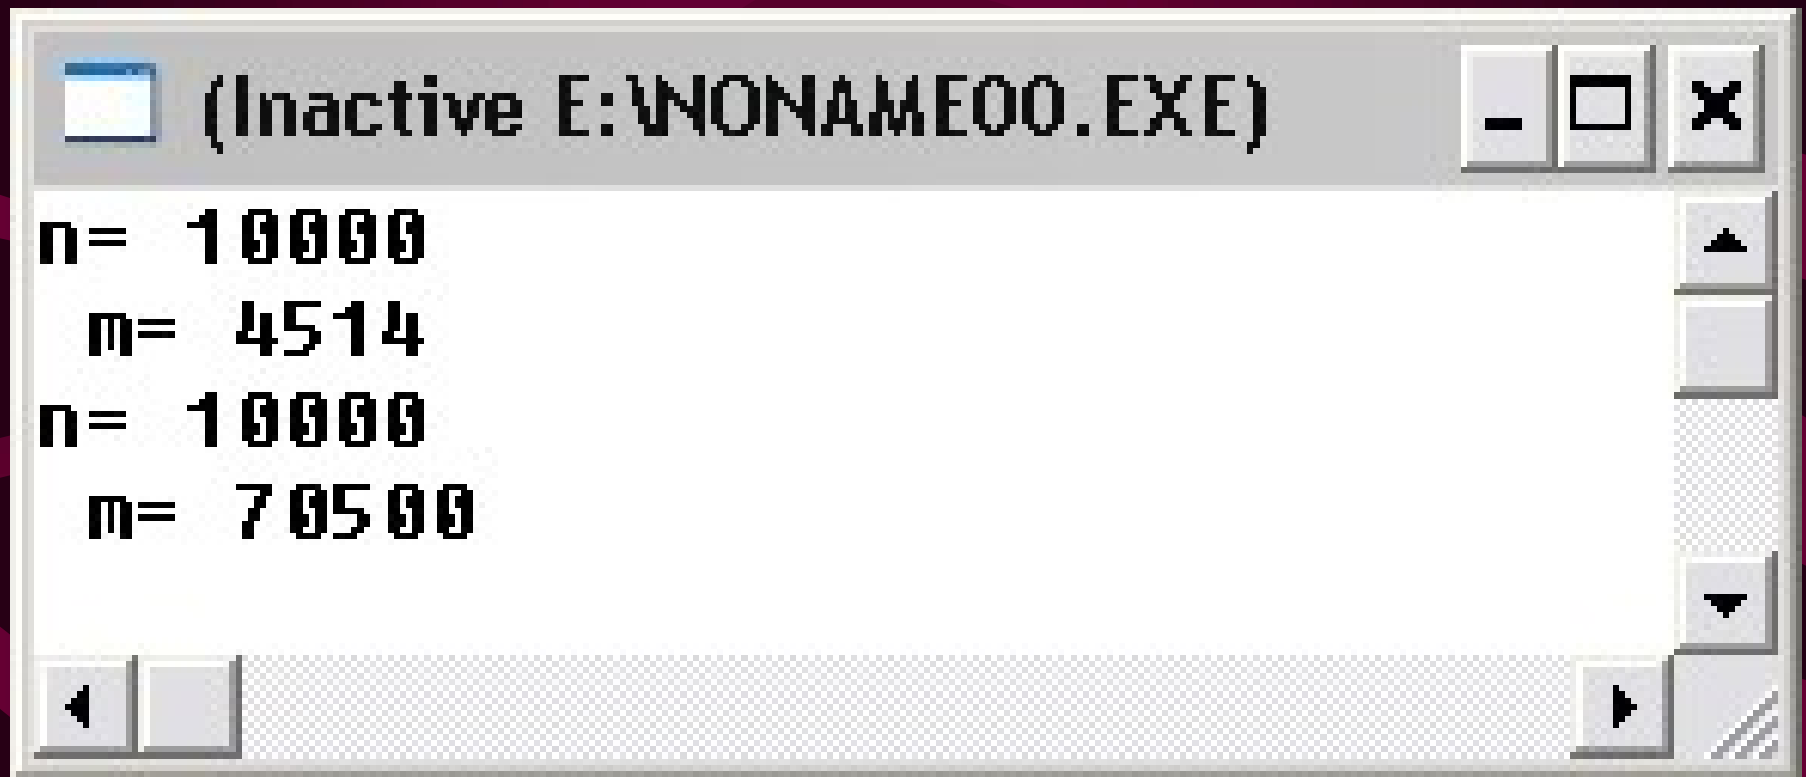 (Inactive E:\NONAME00.EXE)
n= 10000
m= 4514
n= 10000
m= 70500